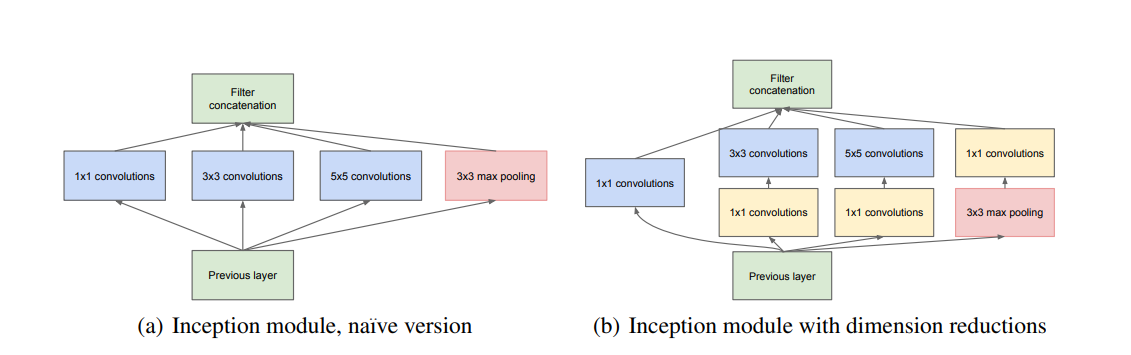 Filter
concatenation
1x1 convolutions
3x3 convolutions
5x5 convolutions
3x3 max pooling
Previous layer
(a) Inception module, naïve version
Filter
concatenation
3x3 convolutions
5x5 convolutions
1x1 convolutions
1x1 convolutions
1x1 convolutions
1x1 convolutions
3x3 max pooling
Previous layer
(b) Inception module with dimension reductions